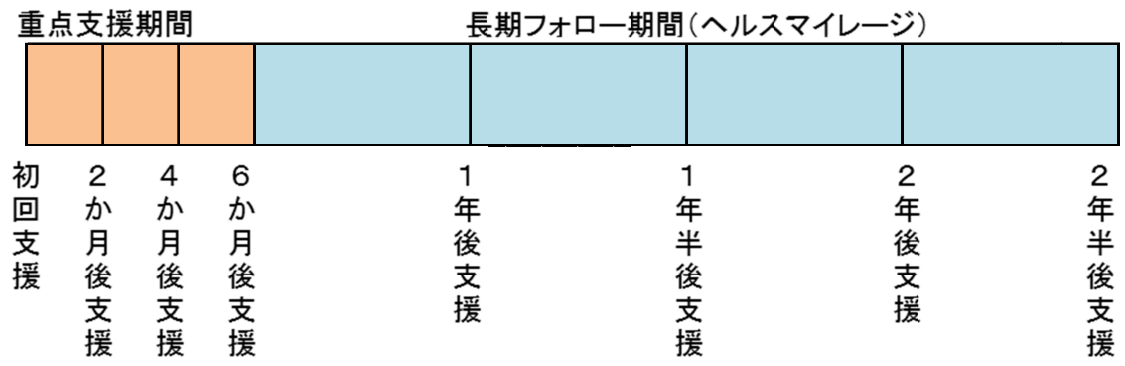 重点支援期間
長期フォロー期間（ヘルスマイレージ）
初回支援
２か月後支援
４か月後支援
６か月後支援
１年後支援
１年半後支援
２年後支援
２年半後支援